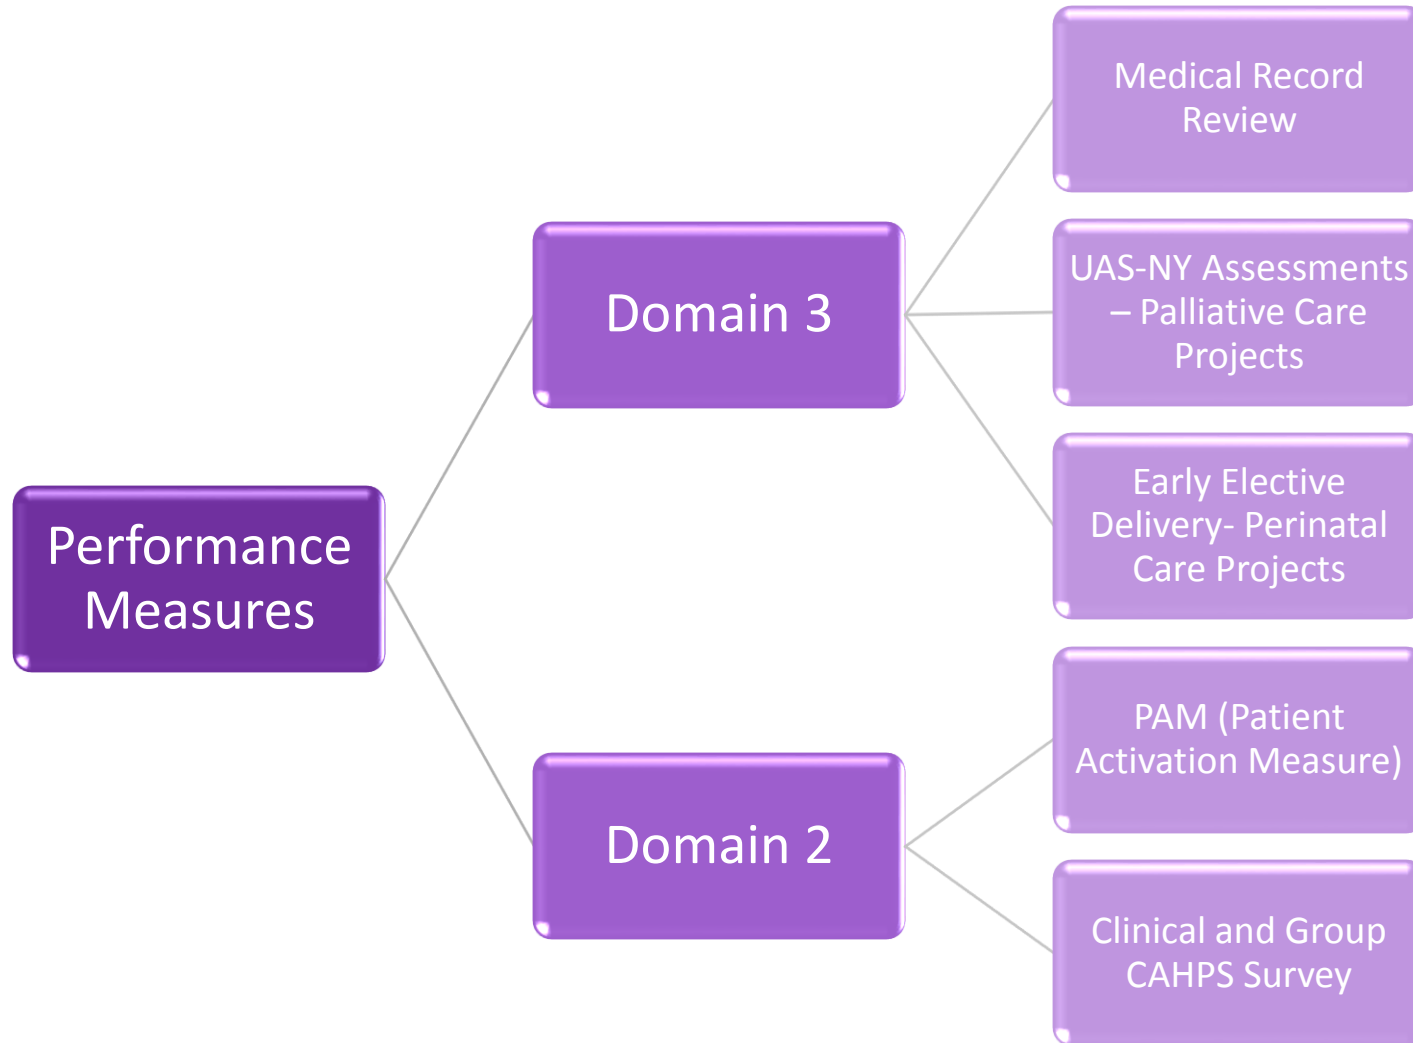 Performance
Measures
Domain 3
Medical Record
Review
UAS-NY Assessments
– Palliative Care
Projects
Early Elective
Delivery- Perinatal
Care Projects
Domain 2
PAM (Patient
Activation Measure)
Clinical and Group
CAHPS Survey